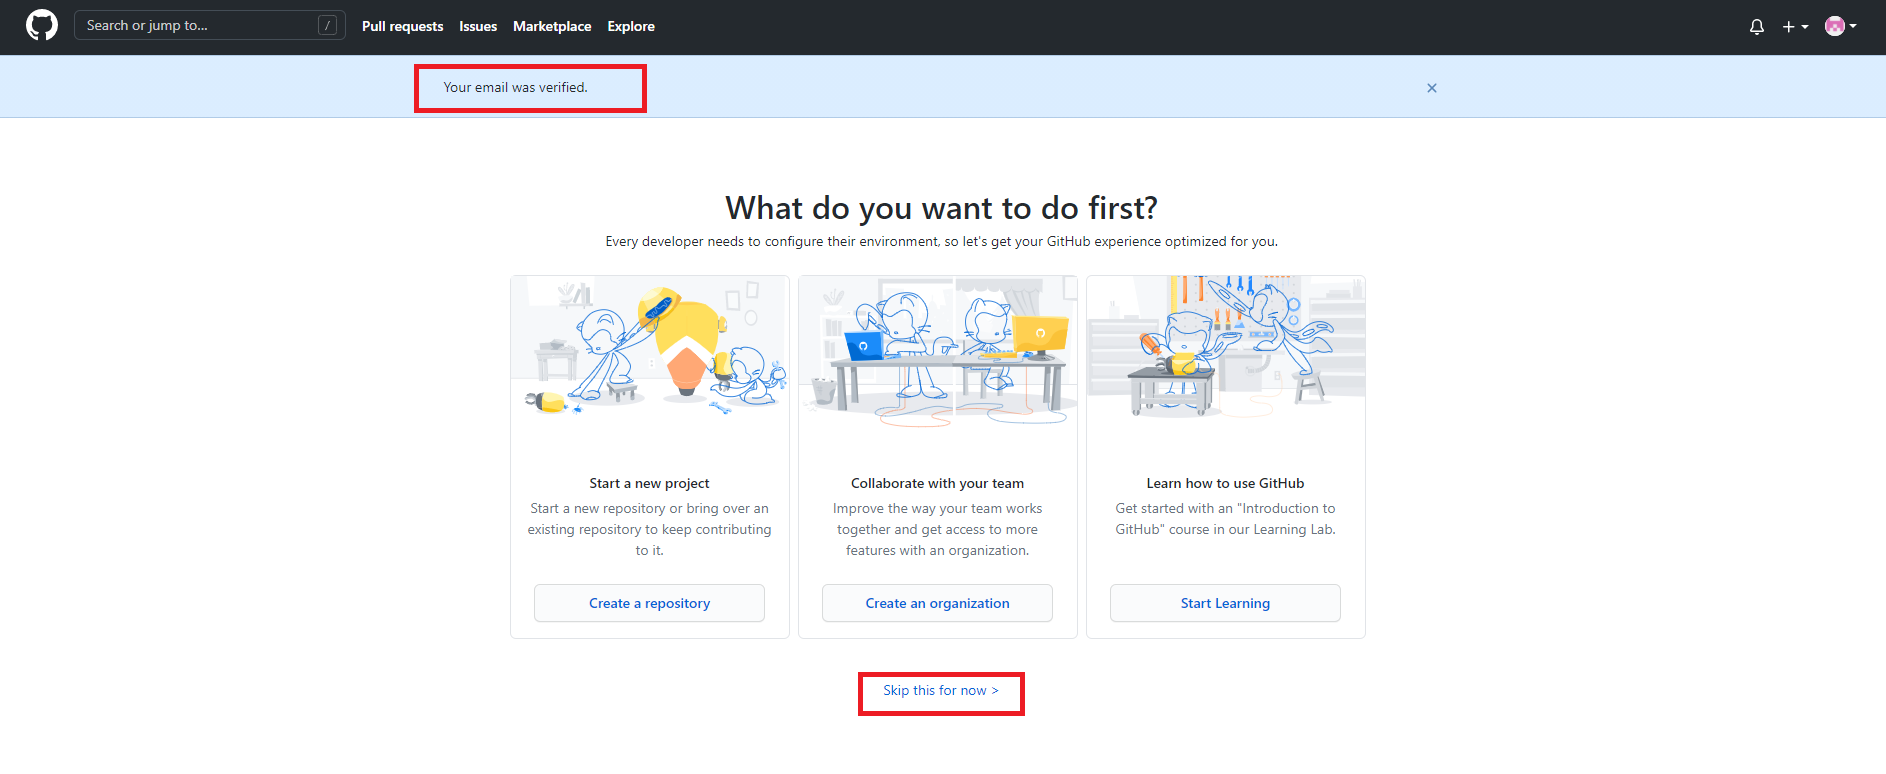 Search or jump to... /
Pull requests Issues Marketplace Explore
Your email was verified.
What do you want to do first?
Every developer needs to configure their environment, so let's get your GitHub experience optimized for you.
Start a new project
Start a new repository or bring over an
existing repository to keep contributing
to it.
Create a repository
Collaborate with your team
Improve the way your team works
together and get access to more
features with an organization.
Create an organization
Learn how to use GitHub
Get started with an "Introduction to
GitHub" course in our Learning Lab.
Start Learning
Skip this for now >